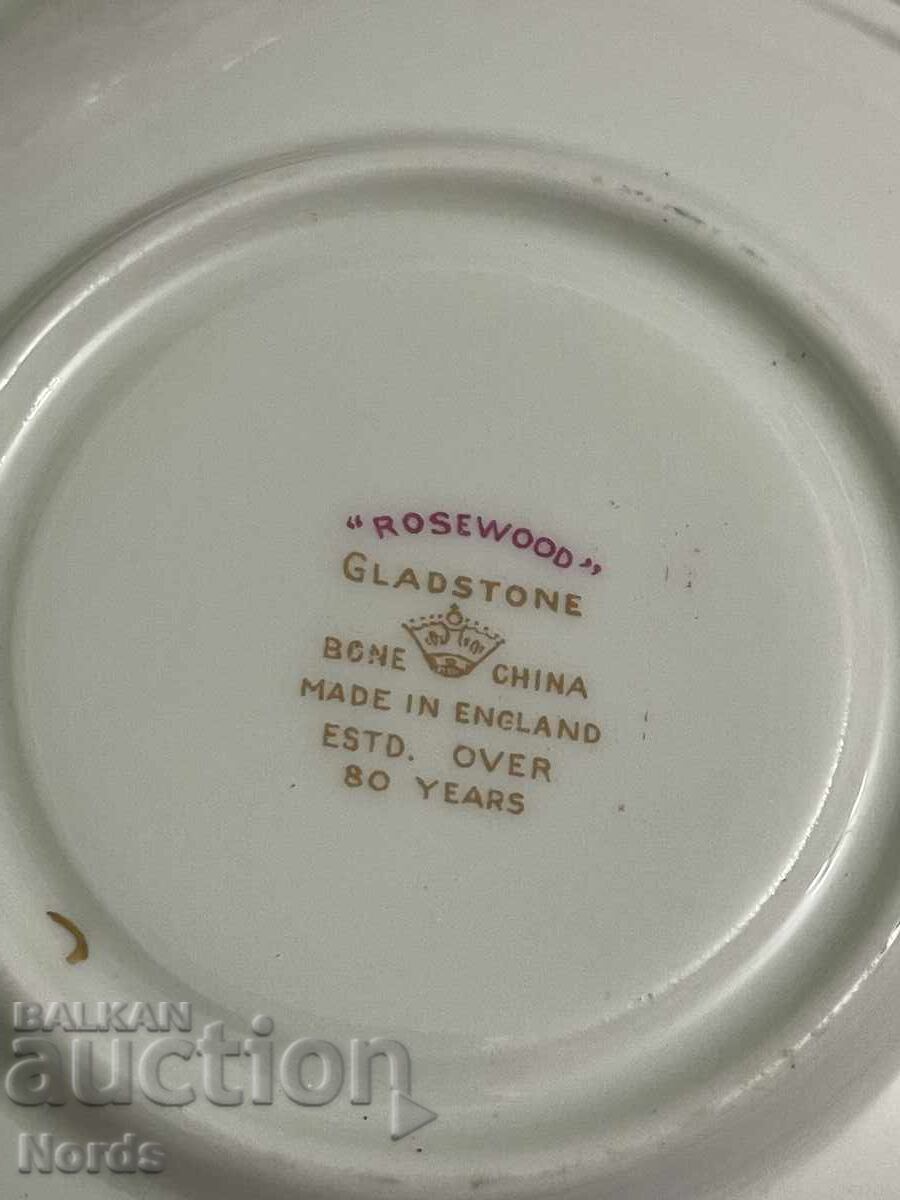 “ROSEWOOD”
GLADSTONE
BONE CHINA
MADE IN ENGLAND
ESTD. OVER
80 YEARS
BALKAN
auction
Nords